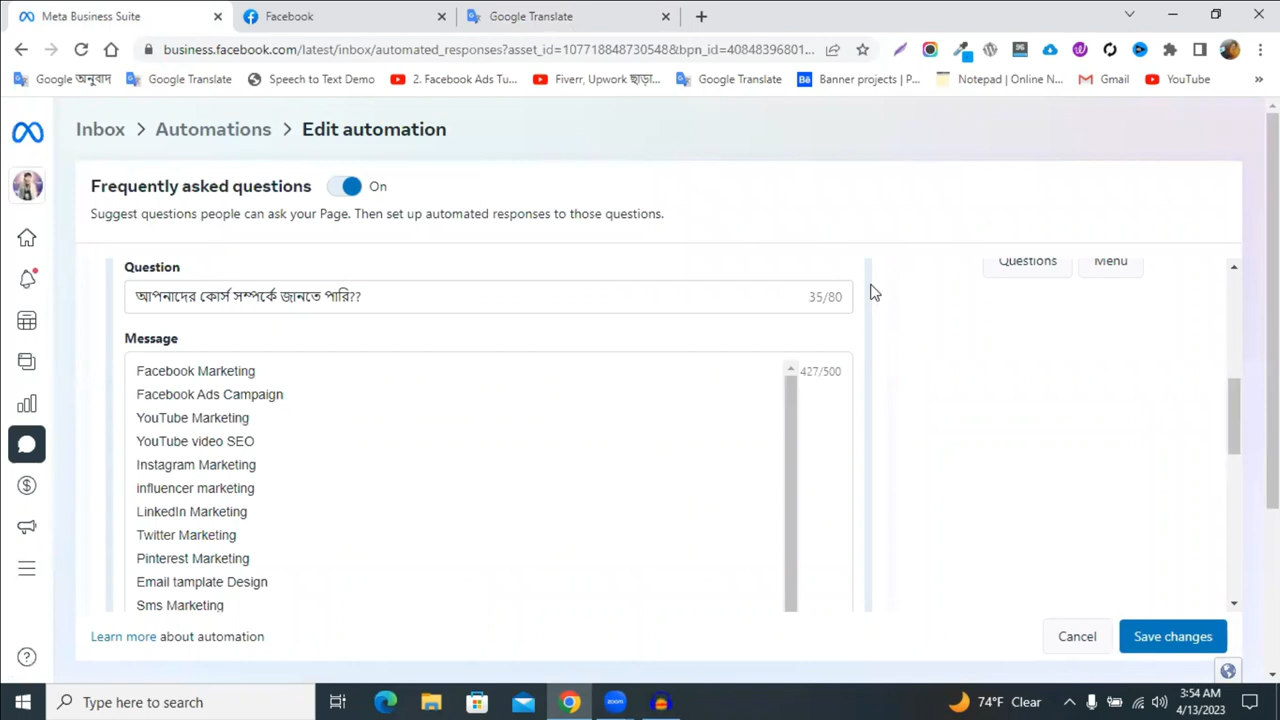 Meta Business Suite
Facebook
Google Translate
business.facebook.com/latest/inbox/automated_responses?asset_id=107718848730548&bpn_id=40848396801...
Google অনুবাদ
Google Translate
Speech to Text Demo
2. Facebook Ads Tu...
Fiverr, Upwork ছাড়া...
Google Translate
Banner projects | P...
Notepad | Online N...
Gmail
YouTube
Inbox > Automations > Edit automation
Frequently asked questions
On
Suggest questions people can ask your Page. Then set up automated responses to those questions.
Question
Questions
Menu
আপনাদের কোর্স সম্পর্কে জানতে পারি??
35/80
Message
Facebook Marketing
427/500
Facebook Ads Campaign
YouTube Marketing
YouTube video SEO
Instagram Marketing
influencer marketing
LinkedIn Marketing
Twitter Marketing
Pinterest Marketing
Email tamplate Design
Sms Marketing
Learn more about automation
Cancel
Save changes
Type here to search
74°F Clear
3:54 AM
4/13/2023